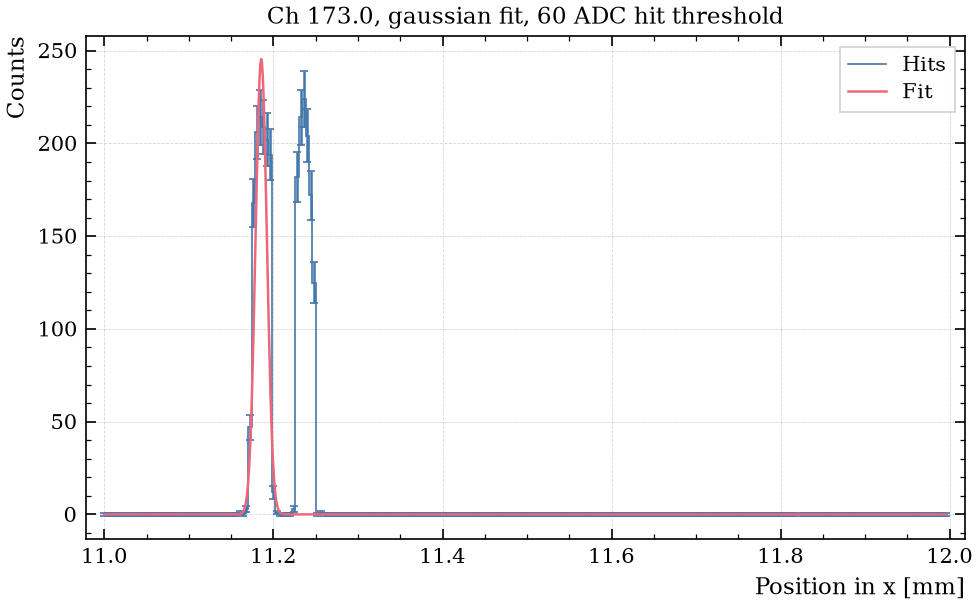 Ch 173.0, gaussian fit, 60 ADC hit threshold
Counts
250
200
150
100
50
0
Hits
Fit
11.0
11.2
11.4
11.6
11.8
12.0
Position in x [mm]